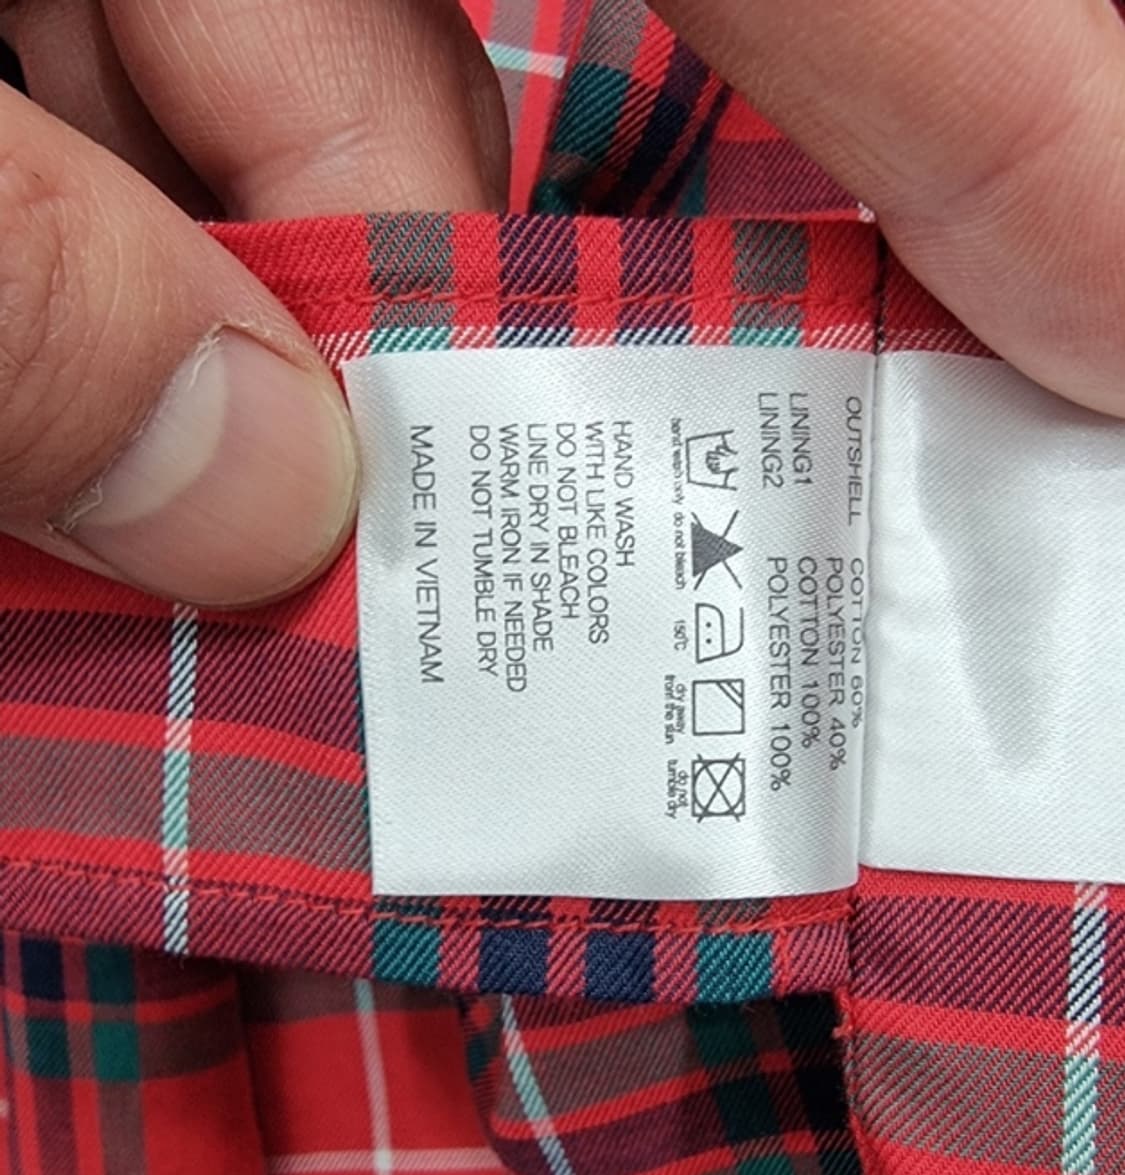 OUTSHELL COTTON 60%
POLYESTER 40%
LINING1 COTTON 100%
LINING2 POLYESTER 100%
hand wash only do not bleach 150°C dry away from the sun do not tumble dry
HAND WASH
WITH LIKE COLORS
DO NOT BLEACH
LINE DRY IN SHADE
WARM IRON IF NEEDED
DO NOT TUMBLE DRY
MADE IN VIETNAM